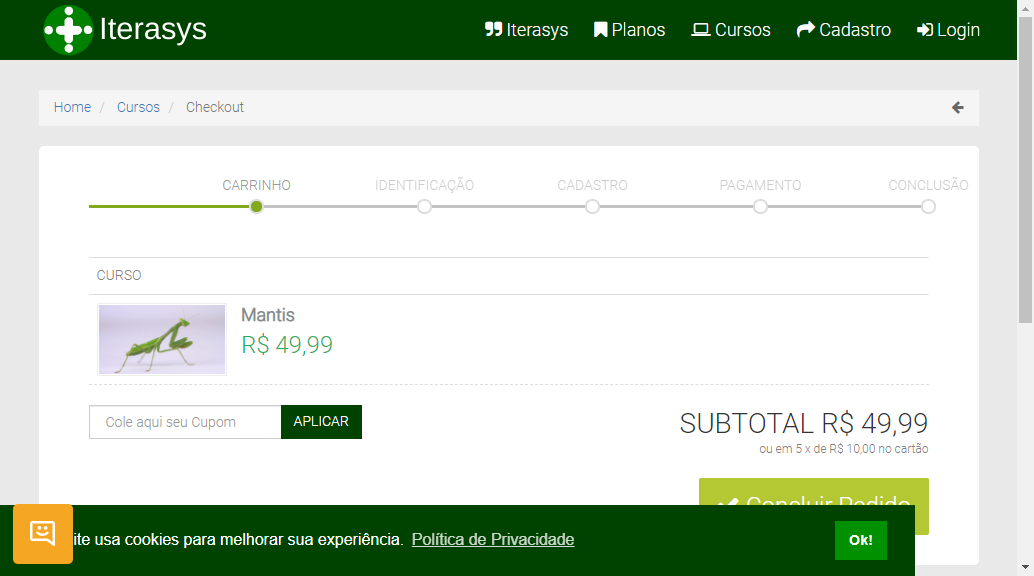 Iterasys
Iterasys Planos Cursos Cadastro Login
Home / Cursos / Checkout
CARRINHO IDENTIFICAÇÃO CADASTRO PAGAMENTO CONCLUSÃO
CURSO
Mantis
R$ 49,99
Cole aqui seu Cupom APLICAR
SUBTOTAL R$ 49,99
ou em 5 x de R$ 10,00 no cartão
Concluir Pedido
ite usa cookies para melhorar sua experiência. Política de Privacidade Ok!